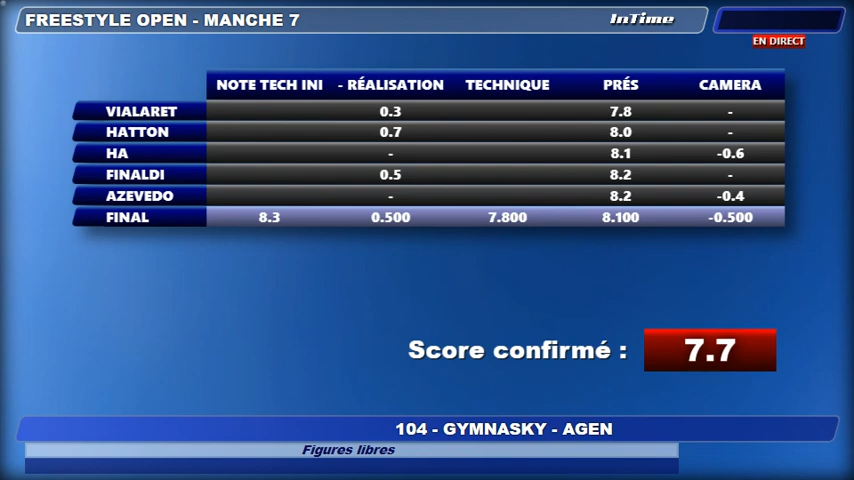 FREESTYLE OPEN - MANCHE 7 InTime
EN DIRECT
NOTE TECH INI - RÉALISATION TECHNIQUE PRÉS CAMERA
VIALARET 0.3 7.8 -
HATTON 0.7 8.0 -
HA - 8.1 -0.6
FINALDI 0.5 8.2 -
AZEVEDO - 8.2 -0.4
FINAL 8.3 0.500 7.800 8.100 -0.500
Score confirmé : 7.7
104 - GYMNASKY - AGEN
Figures libres